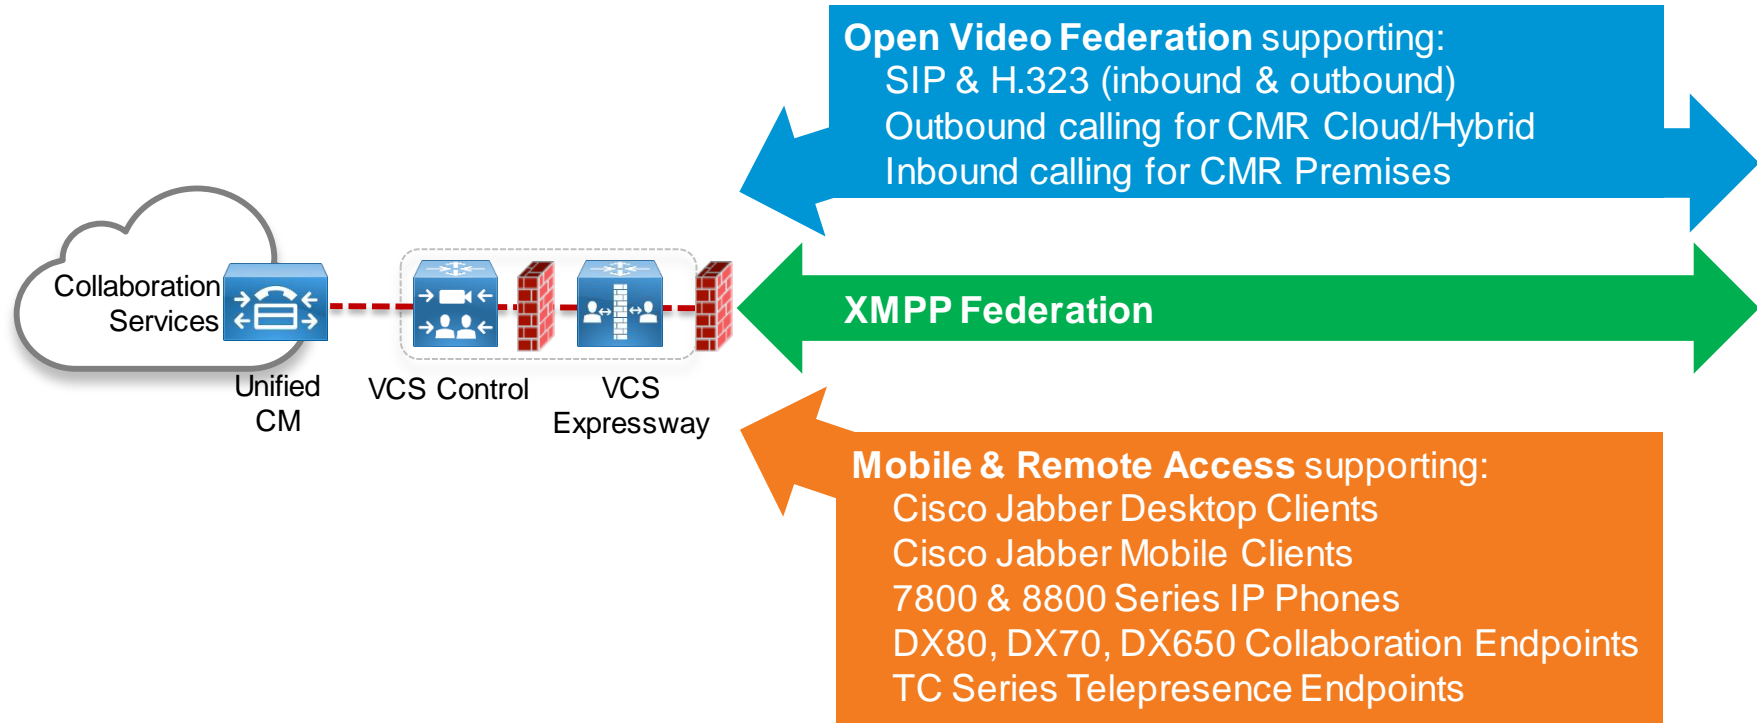 Open Video Federation supporting:
SIP & H.323 (inbound & outbound)
Outbound calling for CMR Cloud/Hybrid
Inbound calling for CMR Premises
Collaboration
Services
XMPP Federation
Unified
CM
VCS Control
VCS
Expressway
Mobile & Remote Access supporting:
Cisco Jabber Desktop Clients
Cisco Jabber Mobile Clients
7800 & 8800 Series IP Phones
DX80, DX70, DX650 Collaboration Endpoints
TC Series Telepresence Endpoints